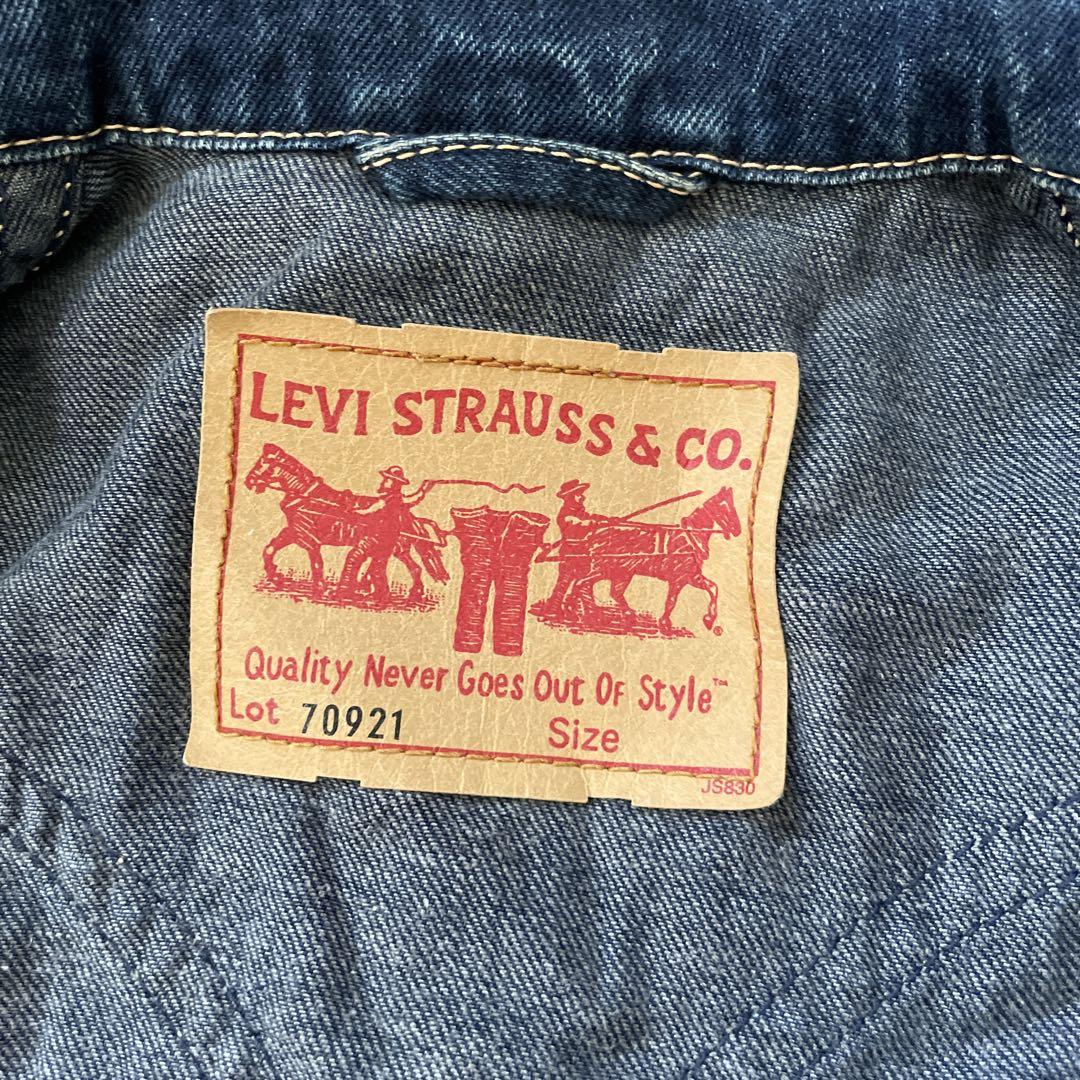 LEVI STRAUSS & CO.
®
Quality Never Goes Out Of Style™
Lot 70921 Size
JS830